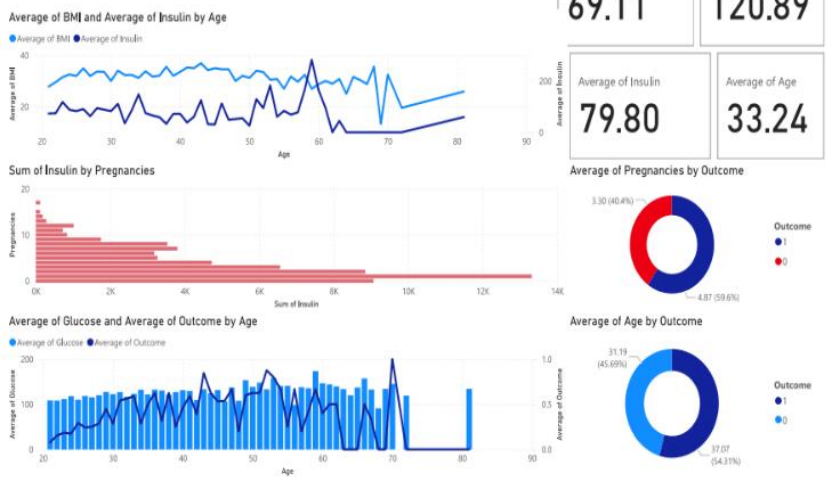 69.11
120.89
Average of BMI and Average of Insulin by Age
Average of BMI Average of Insulin
40
20
Average of BMI
200
0
Average of Insulin
20 30 40 50 60 70 80 90
Age
Average of Insulin
79.80
Average of Age
33.24
Sum of Insulin by Pregnancies
20
10
0
Pregnancies
0K 2K 4K 6K 8K 10K 12K 14K
Sum of Insulin
Average of Pregnancies by Outcome
3.30 (40.4%)
4.87 (59.6%)
Outcome
1
0
Average of Glucose and Average of Outcome by Age
Average of Glucose Average of Outcome
200
100
0
Average of Glucose
1.0
0.5
0.0
Average of Outcome
20 30 40 50 60 70 80 90
Age
Average of Age by Outcome
31.19
(45.69%)
37.07
(54.31%)
Outcome
1
0